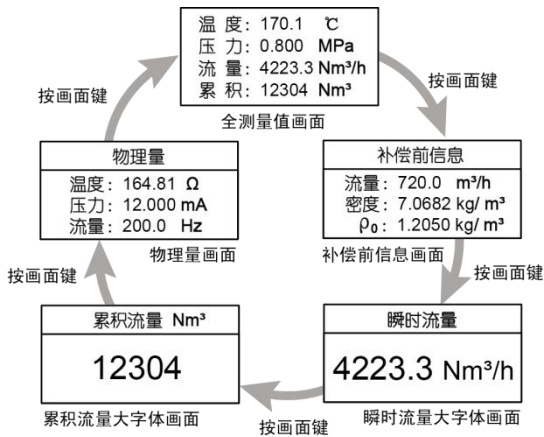 温 度：170.1 ℃
压 力：0.800 MPa
流 量：4223.3 Nm³/h
累 积：12304 Nm³
全测量值画面
按画面键
补偿前信息
流量：720.0 m³/h
密度：7.0682 kg/ m³
ρ₀：1.2050 kg/ m³
补偿前信息画面
按画面键
瞬时流量
4223.3 Nm³/h
瞬时流量大字体画面
按画面键
累积流量 Nm³
12304
累积流量大字体画面
按画面键
物理量
温度：164.81 Ω
压力：12.000 mA
流量：200.0 Hz
物理量画面
按画面键